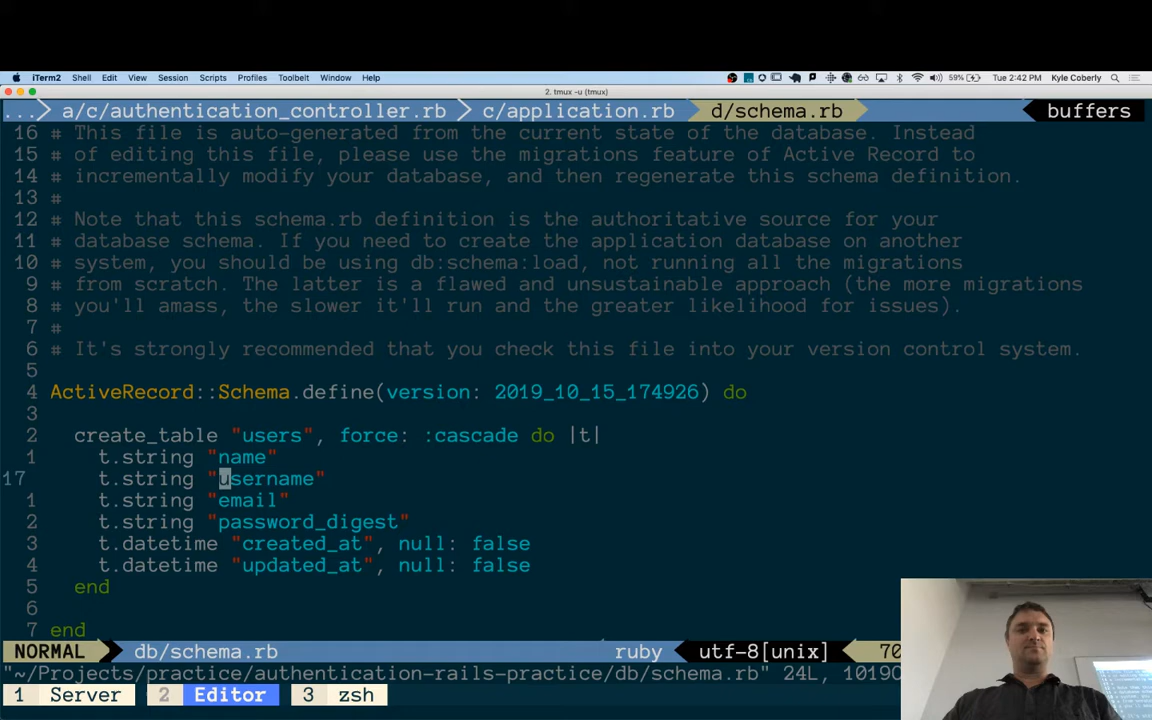 iTerm2 Shell Edit View Session Scripts Profiles Toolbelt Window Help 59% Tue 2:42 PM Kyle Coberly
2. tmux -u (tmux)
... a/c/authentication_controller.rb c/application.rb d/schema.rb buffers
16 # This file is auto-generated from the current state of the database. Instead
15 # of editing this file, please use the migrations feature of Active Record to
14 # incrementally modify your database, and then regenerate this schema definition.
13 #
12 # Note that this schema.rb definition is the authoritative source for your
11 # database schema. If you need to create the application database on another
10 # system, you should be using db:schema:load, not running all the migrations
9 # from scratch. The latter is a flawed and unsustainable approach (the more migrations
8 # you'll amass, the slower it'll run and the greater likelihood for issues).
7 #
6 # It's strongly recommended that you check this file into your version control system.
5
4 ActiveRecord::Schema.define(version: 2019_10_15_174926) do
3
2 create_table "users", force: :cascade do |t|
1 t.string "name"
17 t.string "username"
1 t.string "email"
2 t.string "password_digest"
3 t.datetime "created_at", null: false
4 t.datetime "updated_at", null: false
5 end
6
7 end
NORMAL db/schema.rb ruby utf-8[unix] 70
"~/Projects/practice/authentication-rails-practice/db/schema.rb" 24L, 1019C
1 Server 2 Editor 3 zsh